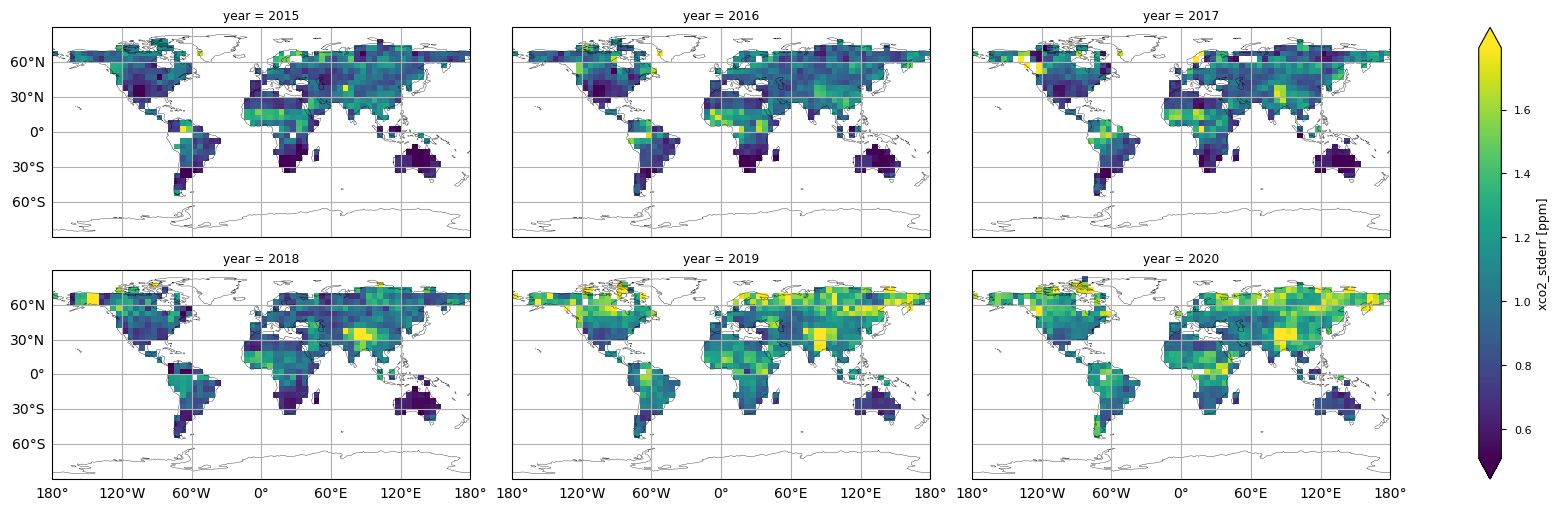 year = 2015
year = 2016
year = 2017
60°N
30°N
0°
30°S
60°S
year = 2018
year = 2019
year = 2020
60°N
30°N
0°
30°S
60°S
180° 120°W 60°W 0° 60°E 120°E 180°
180° 120°W 60°W 0° 60°E 120°E 180°
180° 120°W 60°W 0° 60°E 120°E 180°
1.6
1.4
1.2
1.0
0.8
0.6
xco2_stderr [ppm]